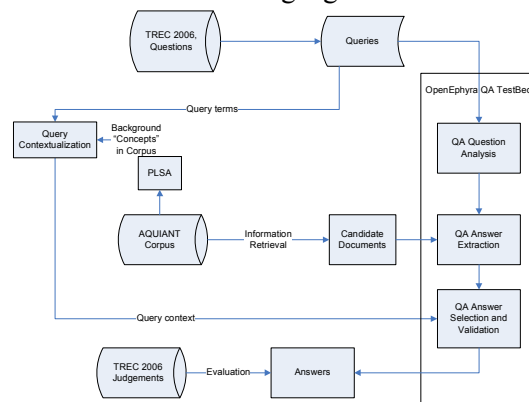 TREC 2006,
Questions
Queries
OpenEphyra QA TestBed
Query terms
Query
Contextualization
Background
"Concepts"
in Corpus
QA Question
Analysis
PLSA
AQUIANT
Corpus
Information
Retrieval
Candidate
Documents
QA Answer
Extraction
Query context
QA Answer
Selection and
Validation
TREC 2006
Judgements
Evaluation
Answers